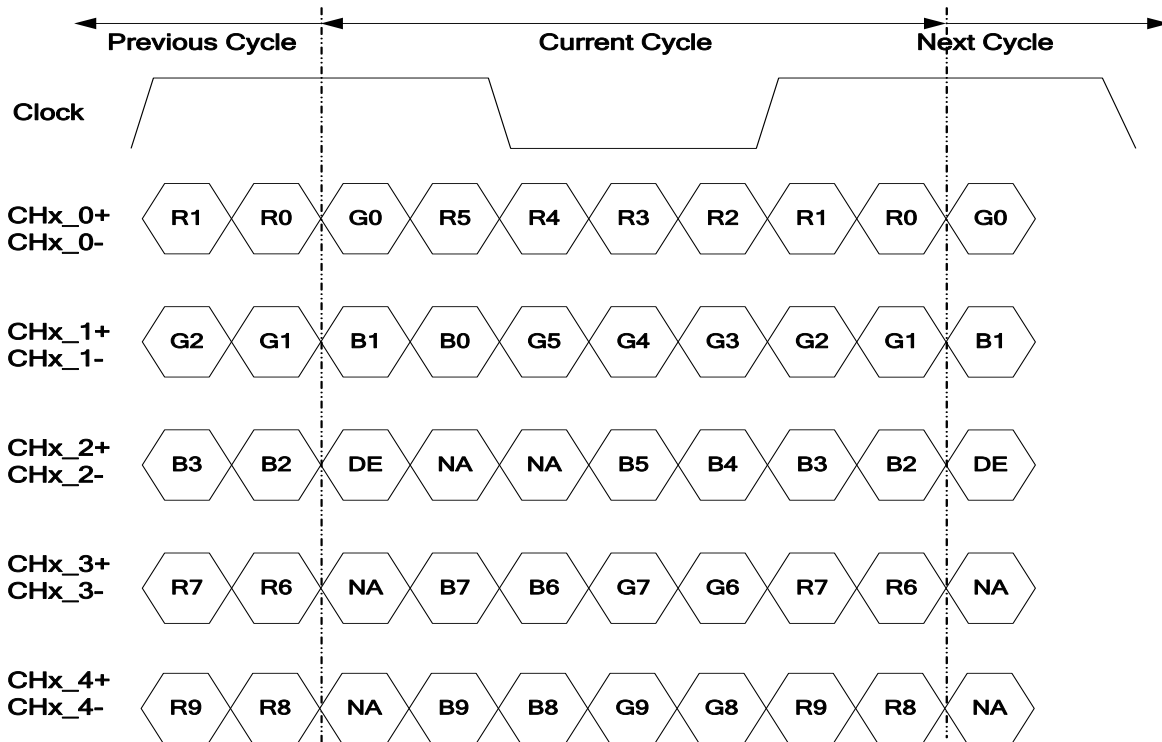 Previous Cycle Current Cycle Next Cycle
Clock
CHx_0+ R1 R0 G0 R5 R4 R3 R2 R1 R0 G0
CHx_0-
CHx_1+ G2 G1 B1 B0 G5 G4 G3 G2 G1 B1
CHx_1-
CHx_2+ B3 B2 DE NA NA B5 B4 B3 B2 DE
CHx_2-
CHx_3+ R7 R6 NA B7 B6 G7 G6 R7 R6 NA
CHx_3-
CHx_4+ R9 R8 NA B9 B8 G9 G8 R9 R8 NA
CHx_4-